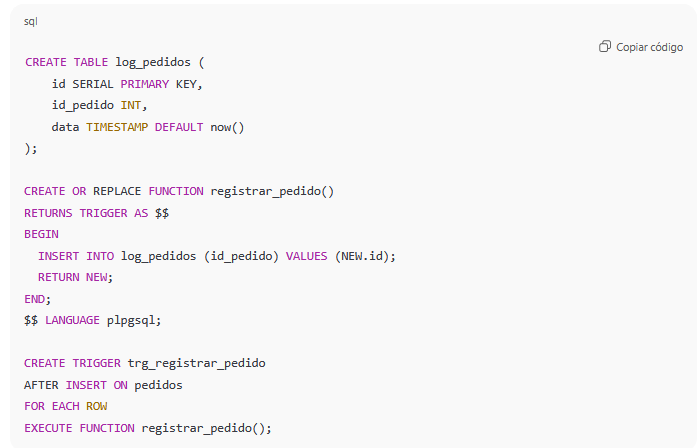 sql
Copiar código
CREATE TABLE log_pedidos (
    id SERIAL PRIMARY KEY,
    id_pedido INT,
    data TIMESTAMP DEFAULT now()
);

CREATE OR REPLACE FUNCTION registrar_pedido()
RETURNS TRIGGER AS $$
BEGIN
  INSERT INTO log_pedidos (id_pedido) VALUES (NEW.id);
  RETURN NEW;
END;
$$ LANGUAGE plpgsql;

CREATE TRIGGER trg_registrar_pedido
AFTER INSERT ON pedidos
FOR EACH ROW
EXECUTE FUNCTION registrar_pedido();